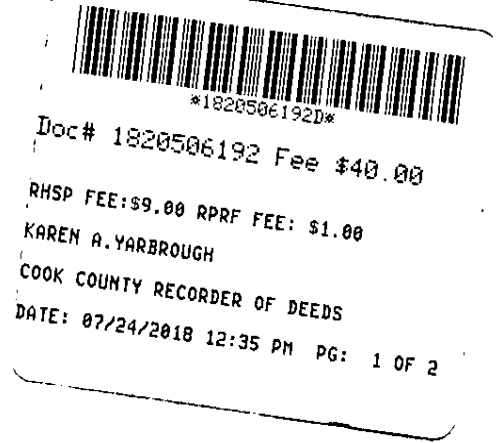 *1820506192D*
Doc# 1820506192 Fee $40.00
RHSP FEE:$9.00 RPRF FEE: $1.00
KAREN A.YARBROUGH
COOK COUNTY RECORDER OF DEEDS
DATE: 07/24/2018 12:35 PM PG: 1 OF 2